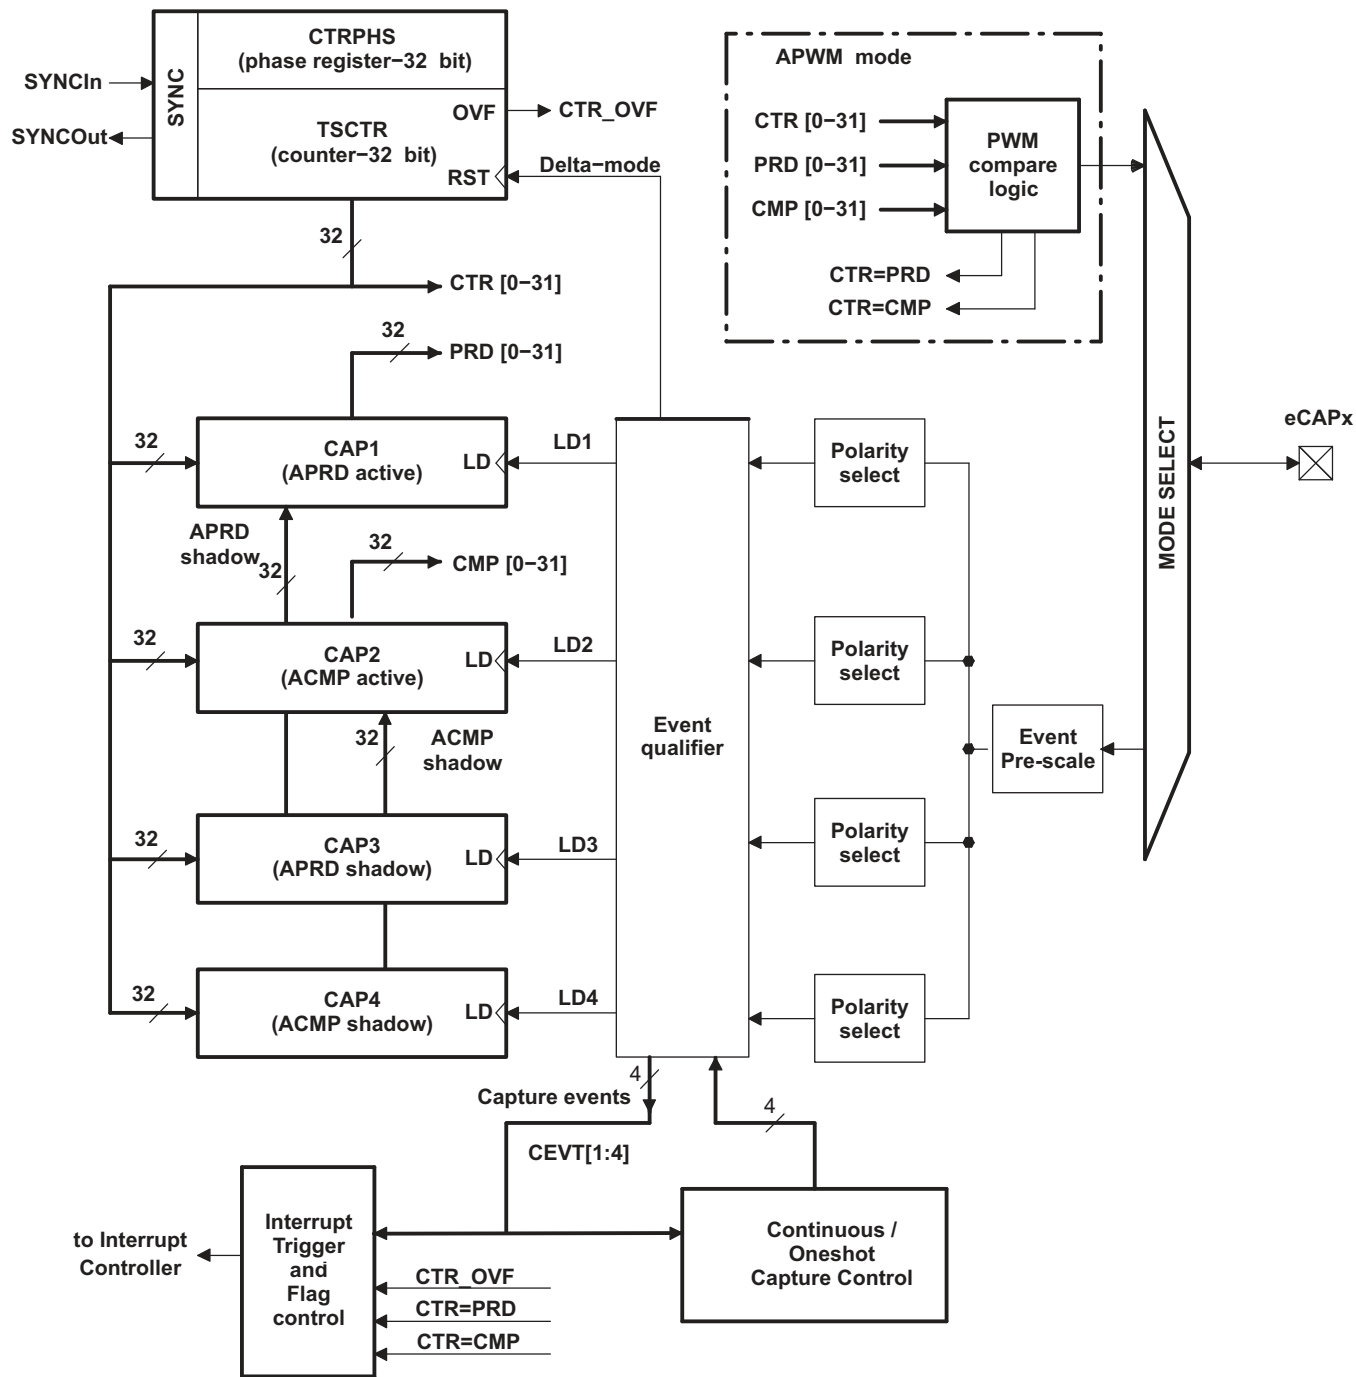 CTRPHS
(phase register−32 bit)
SYNC
SYNCIn
SYNCOut
TSCTR
(counter−32 bit)
OVF
RST
CTR_OVF
Delta−mode
APWM mode
CTR [0−31]
PRD [0−31]
CMP [0−31]
PWM
compare
logic
CTR=PRD
CTR=CMP
32
CTR [0−31]
32
PRD [0−31]
32
CAP1
(APRD active)
LD
LD1
Polarity
select
eCAPx
MODE SELECT
APRD
shadow
32
32
CMP [0−31]
32
CAP2
(ACMP active)
LD
LD2
Polarity
select
32
ACMP
shadow
Event
qualifier
Event
Pre-scale
32
CAP3
(APRD shadow)
LD
LD3
Polarity
select
32
CAP4
(ACMP shadow)
LD
LD4
Polarity
select
4
Capture events
4
CEVT[1:4]
to Interrupt
Controller
Interrupt
Trigger
and
Flag
control
CTR_OVF
CTR=PRD
CTR=CMP
Continuous /
Oneshot
Capture Control